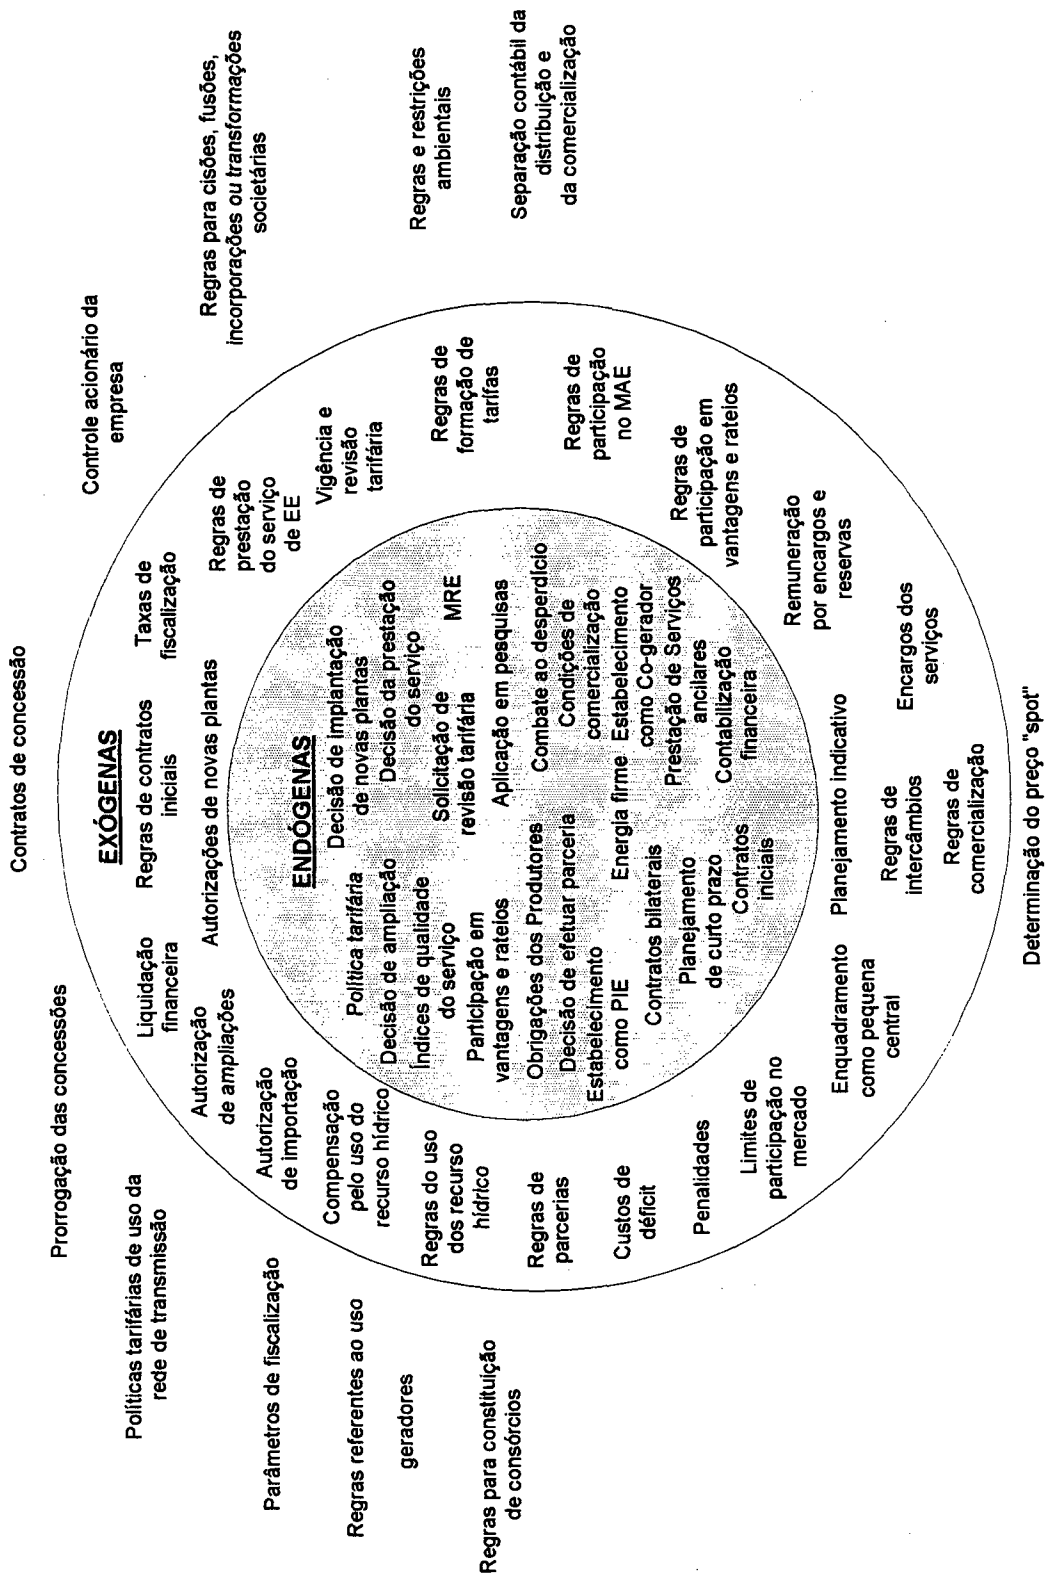 Contratos de concessão
Prorrogação das concessões
Controle acionário da
empresa
Políticas tarifárias de uso da
rede de transmissão
Regras para cisões, fusões,
incorporações ou transformações
societárias
Parâmetros de fiscalização
Regras referentes ao uso
geradores
Regras e restrições
ambientais
Regras para constituição
de consórcios
Separação contábil da
distribuição e
da comercialização
EXÓGENAS
Liquidação
financeira
Regras de contratos
iniciais
Taxas de
fiscalização
Autorização
de ampliações
Autorizações de novas plantas
Regras de
prestação
do serviço
de EE
Autorização
de importação
Vigência e
revisão
tarifária
Compensação
pelo uso do
recurso hídrico
Regras do uso
dos recurso
hídrico
Regras de
formação de
tarifas
Regras de
parcerias
Regras de
participação
no MAE
Custos de
déficit
Regras de
participação em
vantagens e rateios
Penalidades
Limites de
participação no
mercado
Remuneração
por encargos e
reservas
Enquadramento
como pequena
central
Planejamento Indicativo
Regras de
intercâmbios
Encargos dos
serviços
Regras de
comercialização
ENDÓGENAS
Política tarifária
Decisão de implantação
de novas plantas
Decisão de ampliação
Decisão da prestação
do serviço
Índices de qualidade
do serviço
Solicitação de
revisão tarifária
MRE
Participação em
vantagens e rateios
Aplicação em pesquisas
Obrigações dos Produtores
Combate ao desperdício
Decisão de efetuar parceria
Condições de
comercialização
Estabelecimento
como PIE
Energia firme
Estabelecimento
como Co-gerador
Contratos bilaterais
Prestação de Serviços
ancilares
Planejamento
de curto prazo
Contabilização
financeira
Contratos
iniciais
Determinação do preço "spot"